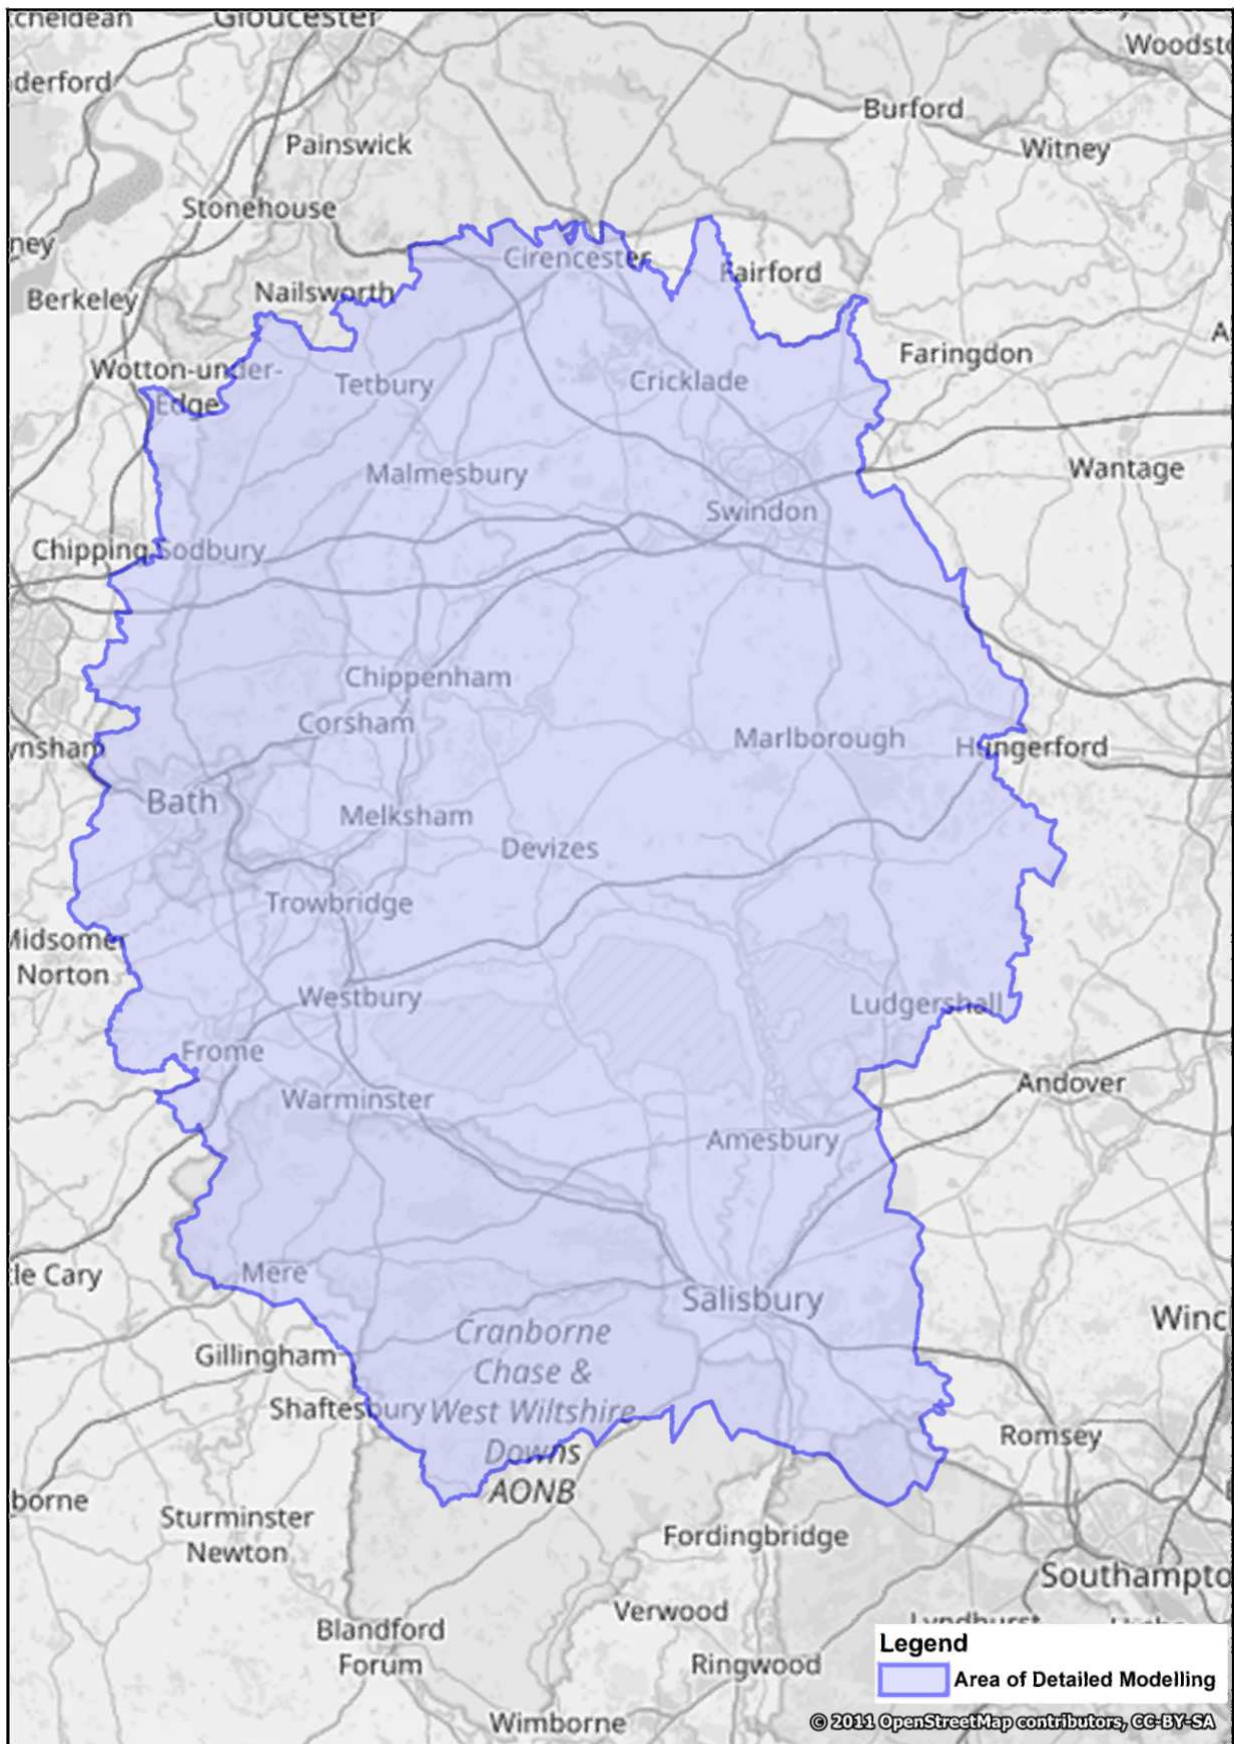 Gloucester
Painswick
Burford
Witney
Stonehouse
Cirencester
Fairford
Nailsworth
Berkeley
Wotton-under-
Edge
Tetbury
Cricklade
Faringdon
Malmesbury
Wantage
Swindon
Chipping Sodbury
Chippenham
Corsham
Marlborough
Hungerford
Bath
Melksham
Devizes
Trowbridge
Midsomer
Norton
Westbury
Ludgershall
Frome
Andover
Warminster
Amesbury
Mere
Salisbury
Cranborne
Chase &
West Wiltshire
Downs
AONB
Gillingham
Shaftesbury
Romsey
Sturminster
Newton
Fordingbridge
Southampto
Verwood
Blandford
Forum
Ringwood
Wimborne
Legend
Area of Detailed Modelling
© 2011 OpenStreetMap contributors, CC-BY-SA